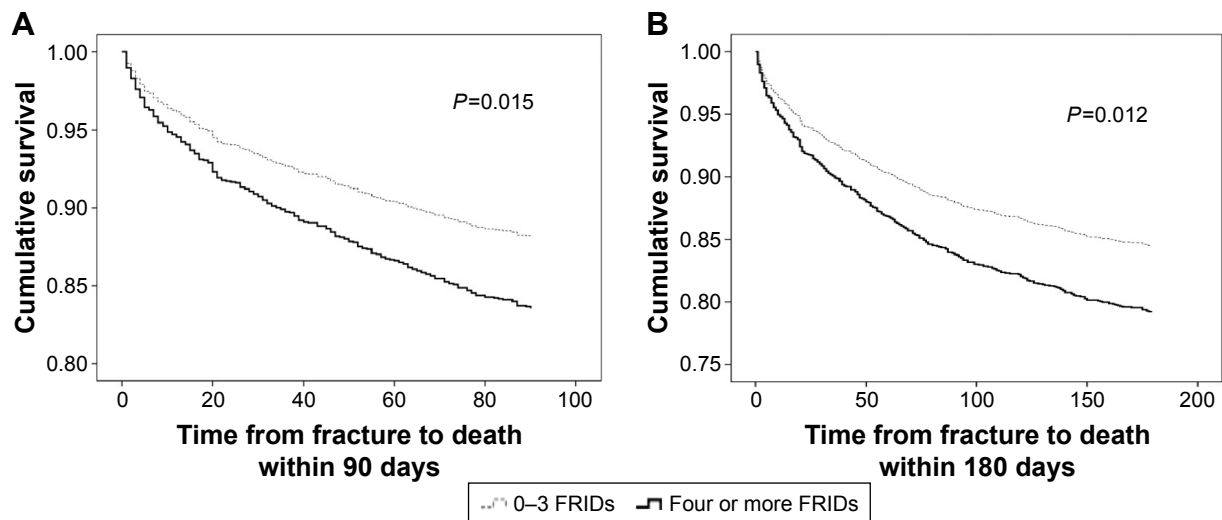 A
Cumulative survival
1.00
0.95
0.90
0.85
0.80
P=0.015
0 20 40 60 80 100
Time from fracture to death
within 90 days
B
Cumulative survival
1.00
0.95
0.90
0.85
0.80
0.75
P=0.012
0 50 100 150 200
Time from fracture to death
within 180 days
0–3 FRIDs Four or more FRIDs